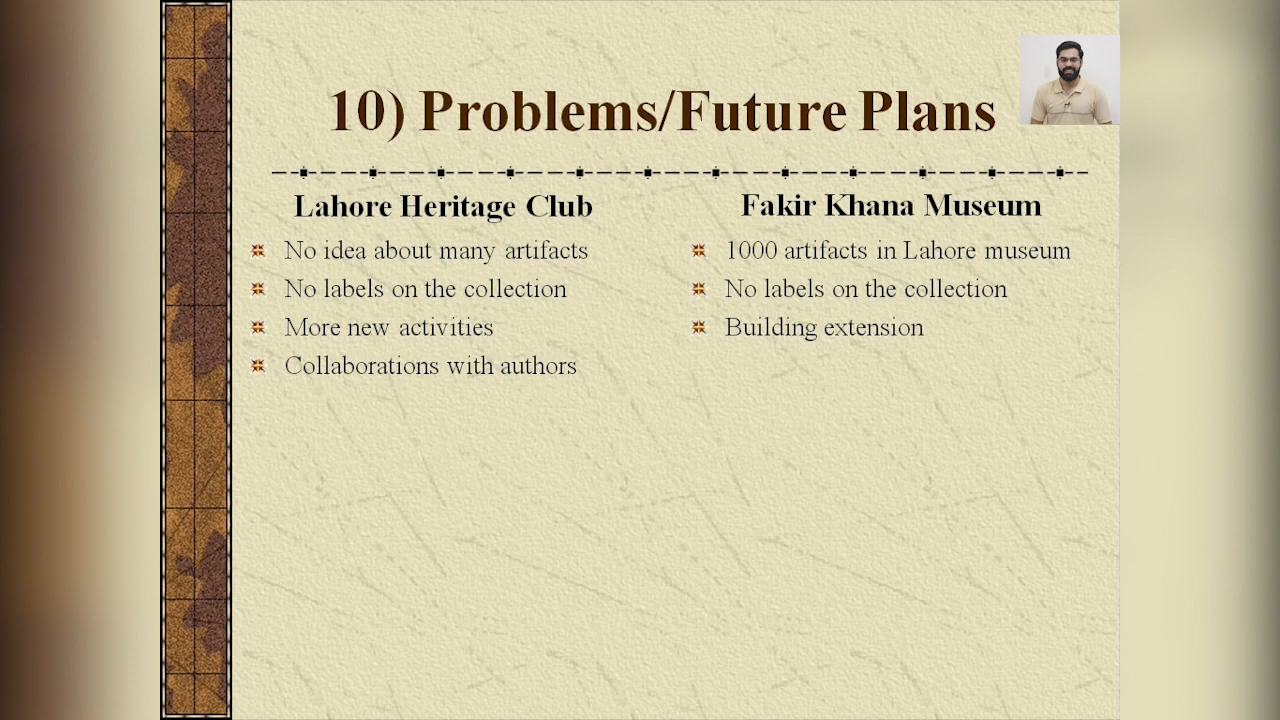 10) Problems/Future Plans
Lahore Heritage Club
No idea about many artifacts
No labels on the collection
More new activities
Collaborations with authors
Fakir Khana Museum
1000 artifacts in Lahore museum
No labels on the collection
Building extension